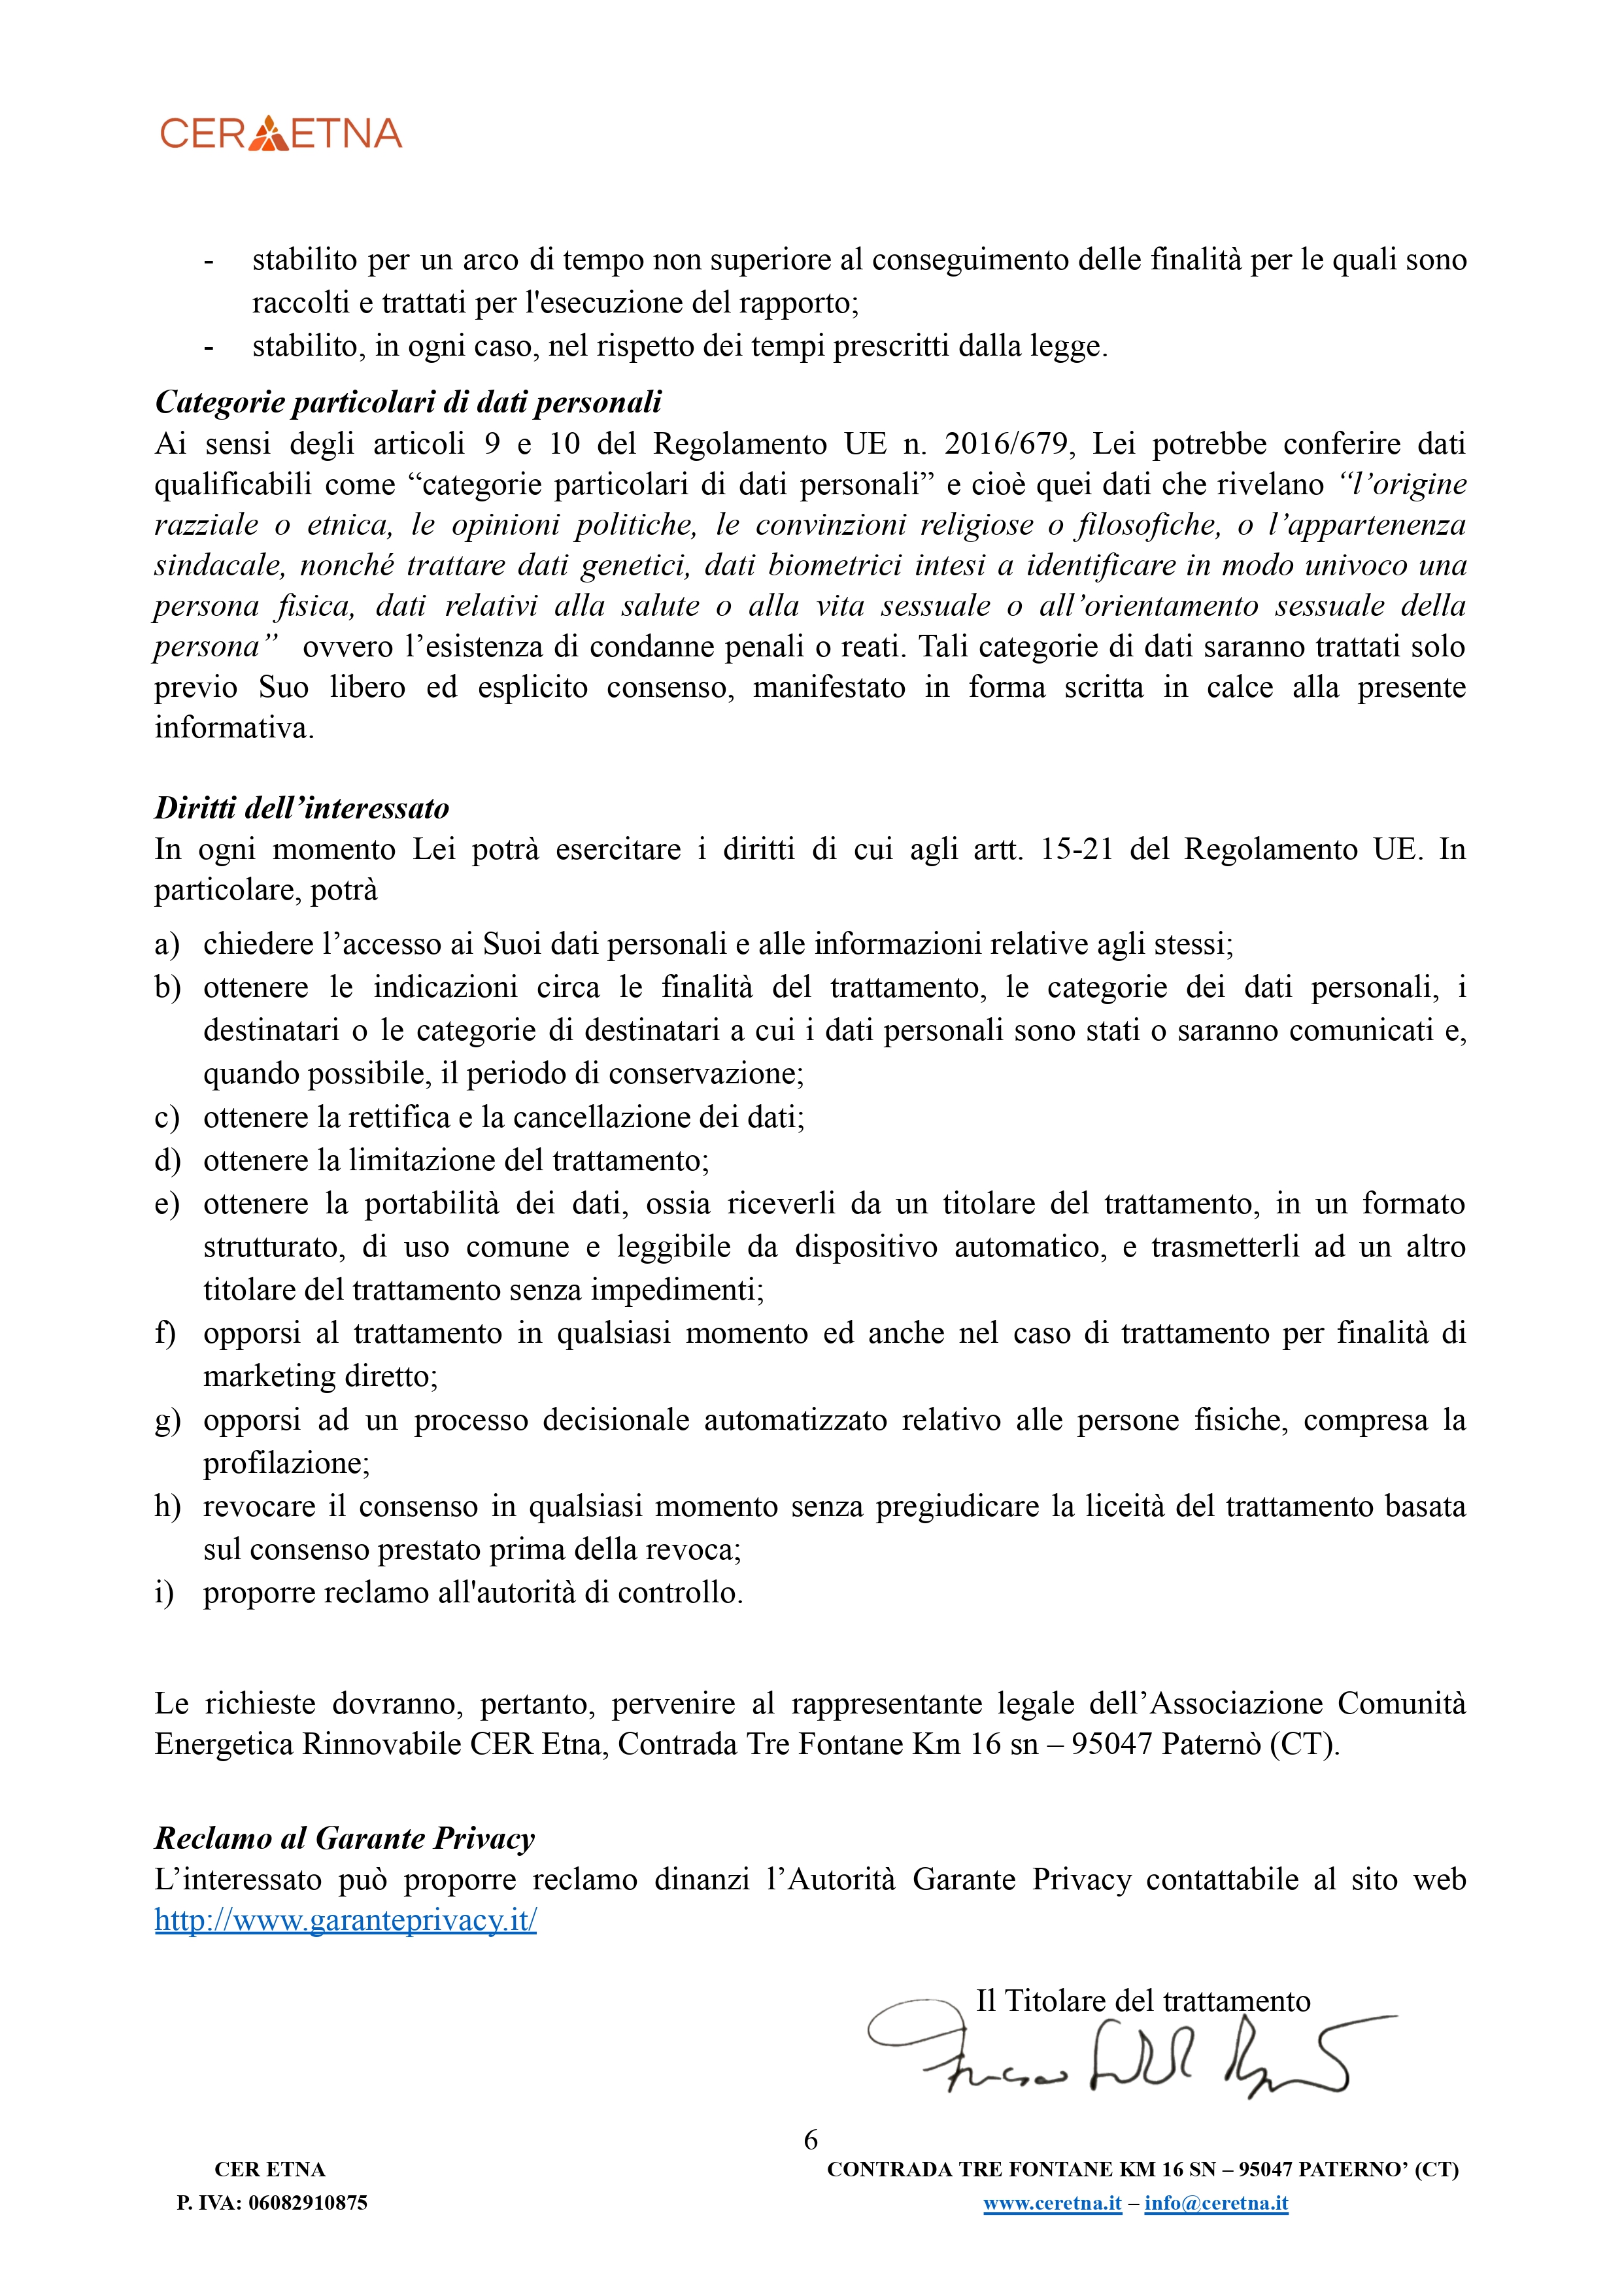 CER ETNA
- stabilito per un arco di tempo non superiore al conseguimento delle finalità per le quali sono
raccolti e trattati per l'esecuzione del rapporto;
- stabilito, in ogni caso, nel rispetto dei tempi prescritti dalla legge.
Categorie particolari di dati personali
Ai sensi degli articoli 9 e 10 del Regolamento UE n. 2016/679, Lei potrebbe conferire dati
qualificabili come “categorie particolari di dati personali” e cioè quei dati che rivelano “l’origine
razziale o etnica, le opinioni politiche, le convinzioni religiose o filosofiche, o l’appartenenza
sindacale, nonché trattare dati genetici, dati biometrici intesi a identificare in modo univoco una
persona fisica, dati relativi alla salute o alla vita sessuale o all’orientamento sessuale della
persona” ovvero l’esistenza di condanne penali o reati. Tali categorie di dati saranno trattati solo
previo Suo libero ed esplicito consenso, manifestato in forma scritta in calce alla presente
informativa.
Diritti dell’interessato
In ogni momento Lei potrà esercitare i diritti di cui agli artt. 15-21 del Regolamento UE. In
particolare, potrà
a) chiedere l’accesso ai Suoi dati personali e alle informazioni relative agli stessi;
b) ottenere le indicazioni circa le finalità del trattamento, le categorie dei dati personali, i
destinatari o le categorie di destinatari a cui i dati personali sono stati o saranno comunicati e,
quando possibile, il periodo di conservazione;
c) ottenere la rettifica e la cancellazione dei dati;
d) ottenere la limitazione del trattamento;
e) ottenere la portabilità dei dati, ossia riceverli da un titolare del trattamento, in un formato
strutturato, di uso comune e leggibile da dispositivo automatico, e trasmetterli ad un altro
titolare del trattamento senza impedimenti;
f) opporsi al trattamento in qualsiasi momento ed anche nel caso di trattamento per finalità di
marketing diretto;
g) opporsi ad un processo decisionale automatizzato relativo alle persone fisiche, compresa la
profilazione;
h) revocare il consenso in qualsiasi momento senza pregiudicare la liceità del trattamento basata
sul consenso prestato prima della revoca;
i) proporre reclamo all'autorità di controllo.
Le richieste dovranno, pertanto, pervenire al rappresentante legale dell’Associazione Comunità
Energetica Rinnovabile CER Etna, Contrada Tre Fontane Km 16 sn – 95047 Paternò (CT).
Reclamo al Garante Privacy
L’interessato può proporre reclamo dinanzi l’Autorità Garante Privacy contattabile al sito web
http://www.garanteprivacy.it/
Il Titolare del trattamento
6
CER ETNA
P. IVA: 06082910875
CONTRADA TRE FONTANE KM 16 SN – 95047 PATERNO’ (CT)
www.ceretna.it – info@ceretna.it